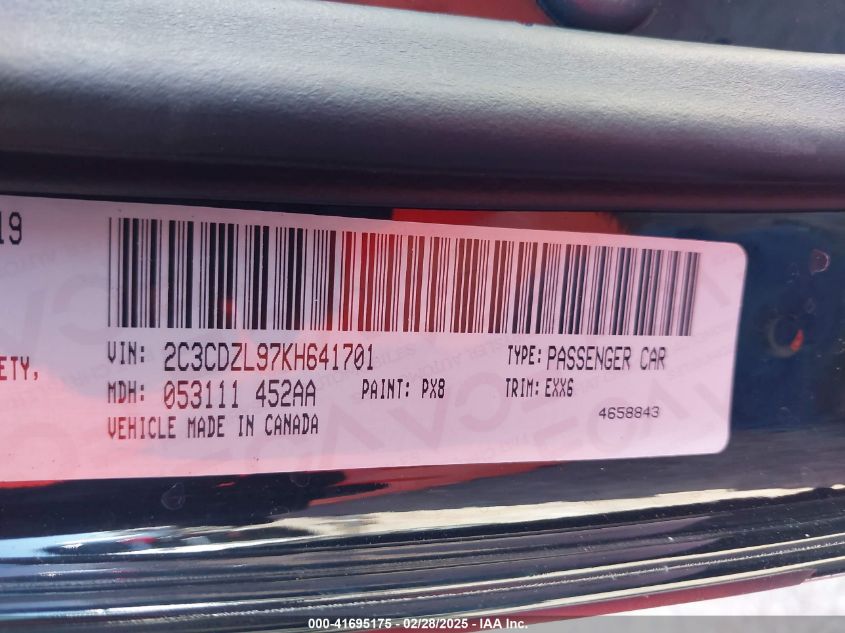 19
ETY,
VIN: 2C3CDZL97KH641701 TYPE: PASSENGER CAR
MDH: 053111 452AA PAINT: PX8 TRIM: EXX6
VEHICLE MADE IN CANADA 4658843
000-41695175 - 02/28/2025 - IAA Inc.